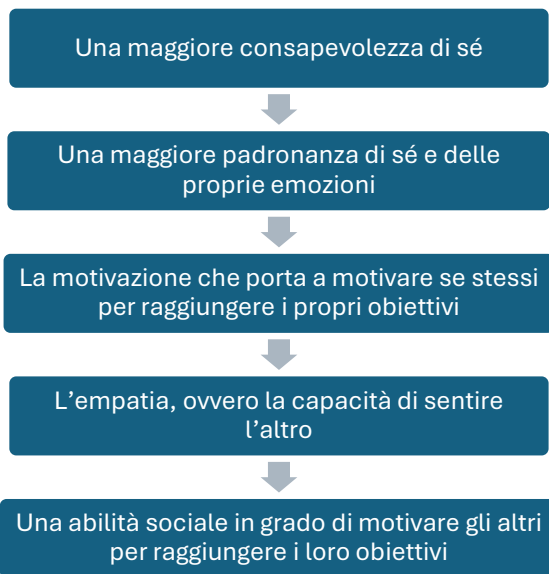 Una maggiore consapevolezza di sé
Una maggiore padronanza di sé e delle
proprie emozioni
La motivazione che porta a motivare se stessi
per raggiungere i propri obiettivi
L’empatia, ovvero la capacità di sentire
l’altro
Una abilità sociale in grado di motivare gli altri
per raggiungere i loro obiettivi